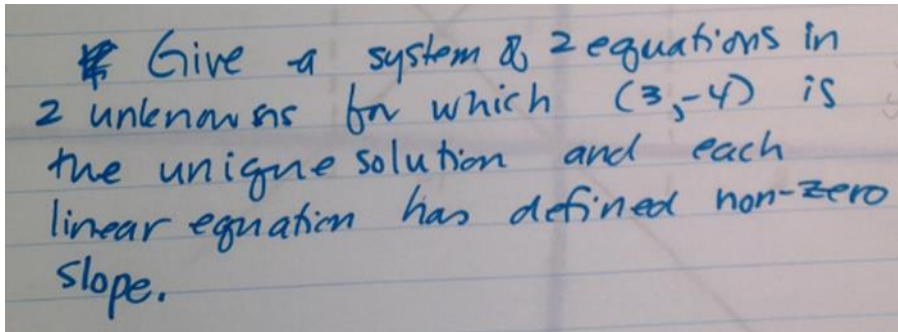 Give a system of 2 equations in
2 unknowns for which (3,-4) is
the unique solution and each
linear equation has defined non-zero
slope.